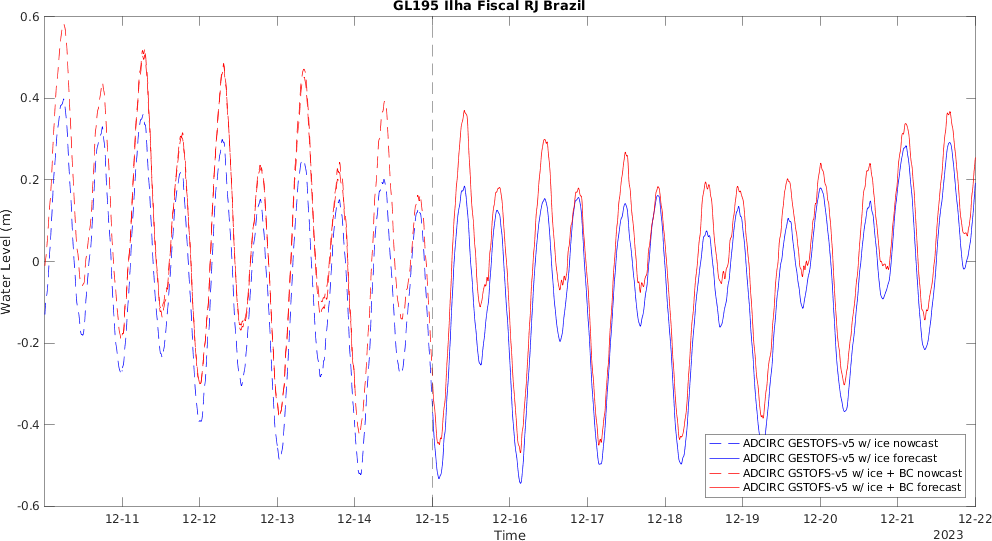 GL195 Ilha Fiscal RJ Brazil
Water Level (m)
0.6
0.4
0.2
0
-0.2
-0.4
-0.6
ADCIRC GESTOFS-v5 w/ ice nowcast
ADCIRC GESTOFS-v5 w/ ice forecast
ADCIRC GSTOFS-v5 w/ ice + BC nowcast
ADCIRC GSTOFS-v5 w/ ice + BC forecast
12-11 12-12 12-13 12-14 12-15 12-16 12-17 12-18 12-19 12-20 12-21 12-22
Time
2023